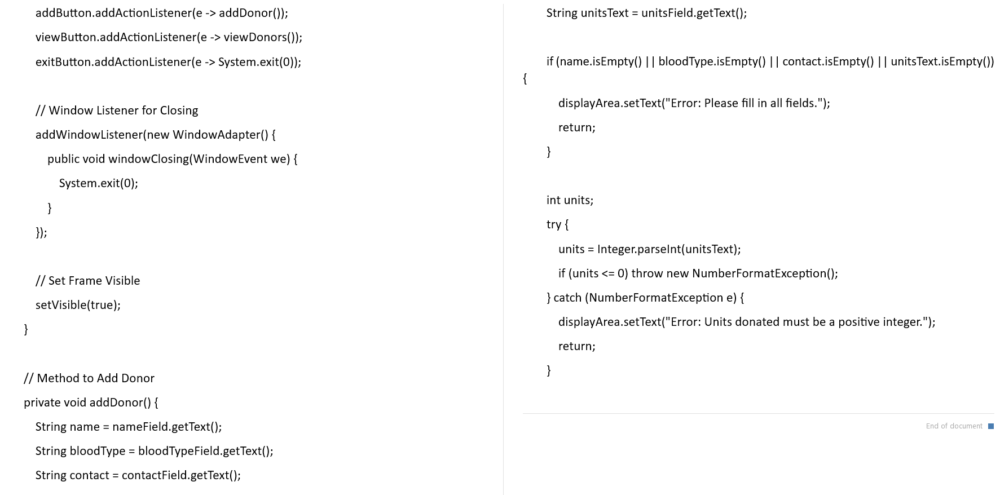 addButton.addActionListener(e -> addDonor());
viewButton.addActionListener(e -> viewDonors());
exitButton.addActionListener(e -> System.exit(0));
// Window Listener for Closing
addWindowListener(new WindowAdapter() {
public void windowClosing(WindowEvent we) {
System.exit(0);
}
});
// Set Frame Visible
setVisible(true);
}
// Method to Add Donor
private void addDonor() {
String name = nameField.getText();
String bloodType = bloodTypeField.getText();
String contact = contactField.getText();
String unitsText = unitsField.getText();
if (name.isEmpty() || bloodType.isEmpty() || contact.isEmpty() || unitsText.isEmpty())
{
displayArea.setText("Error: Please fill in all fields.");
return;
}
int units;
try {
units = Integer.parseInt(unitsText);
if (units <= 0) throw new NumberFormatException();
} catch (NumberFormatException e) {
displayArea.setText("Error: Units donated must be a positive integer.");
return;
}
End of document